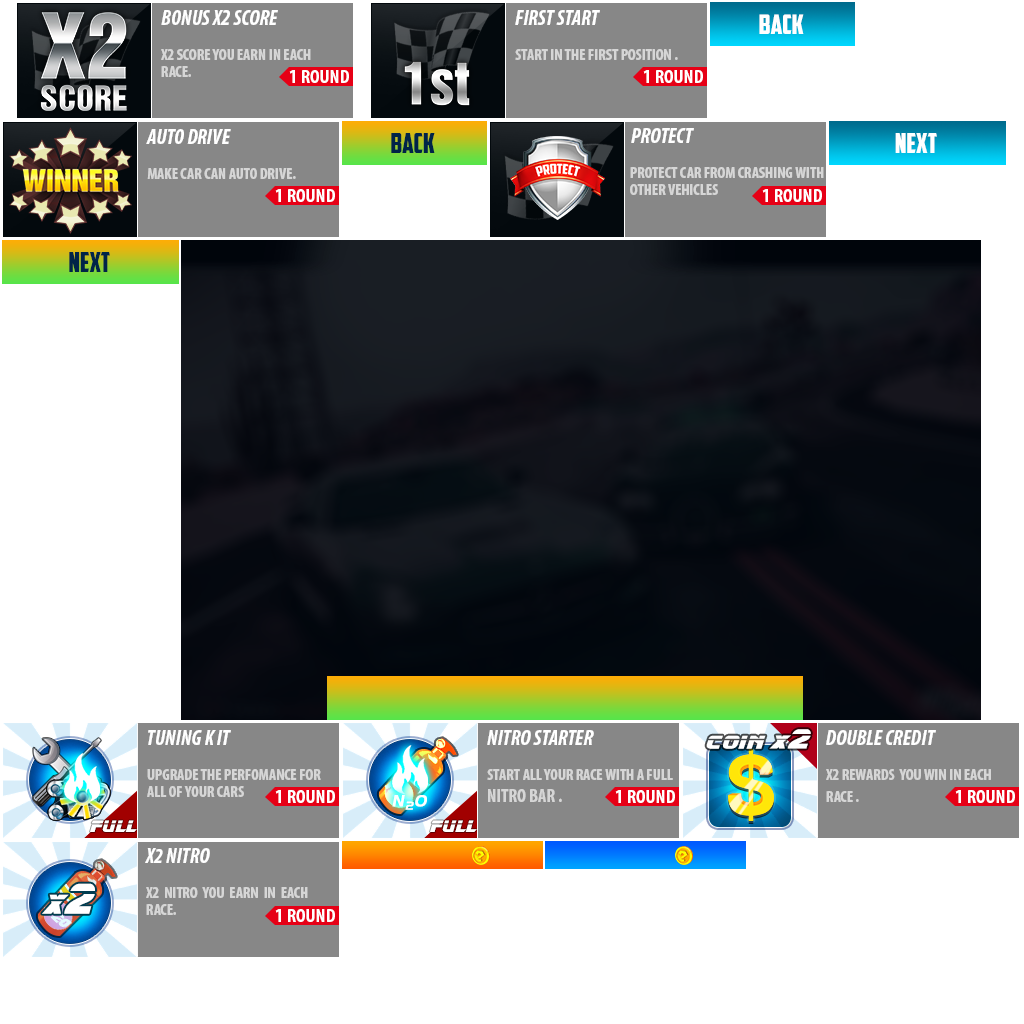 X2
SCORE
BONUS X2 SCORE
X2 SCORE YOU EARN IN EACH
RACE.
1 ROUND
1st
FIRST START
START IN THE FIRST POSITION .
1 ROUND
BACK
WINNER
AUTO DRIVE
MAKE CAR CAN AUTO DRIVE.
1 ROUND
BACK
PROTECT
PROTECT
PROTECT CAR FROM CRASHING WITH
OTHER VEHICLES
1 ROUND
NEXT
NEXT
FULL
TUNING KIT
UPGRADE THE PERFOMANCE FOR
ALL OF YOUR CARS
1 ROUND
N2O
FULL
NITRO STARTER
START ALL YOUR RACE WITH A FULL
NITRO BAR .
1 ROUND
COIN X2
$
DOUBLE CREDIT
X2 REWARDS YOU WIN IN EACH
RACE .
1 ROUND
X2
X2 NITRO
X2 NITRO YOU EARN IN EACH
RACE.
1 ROUND